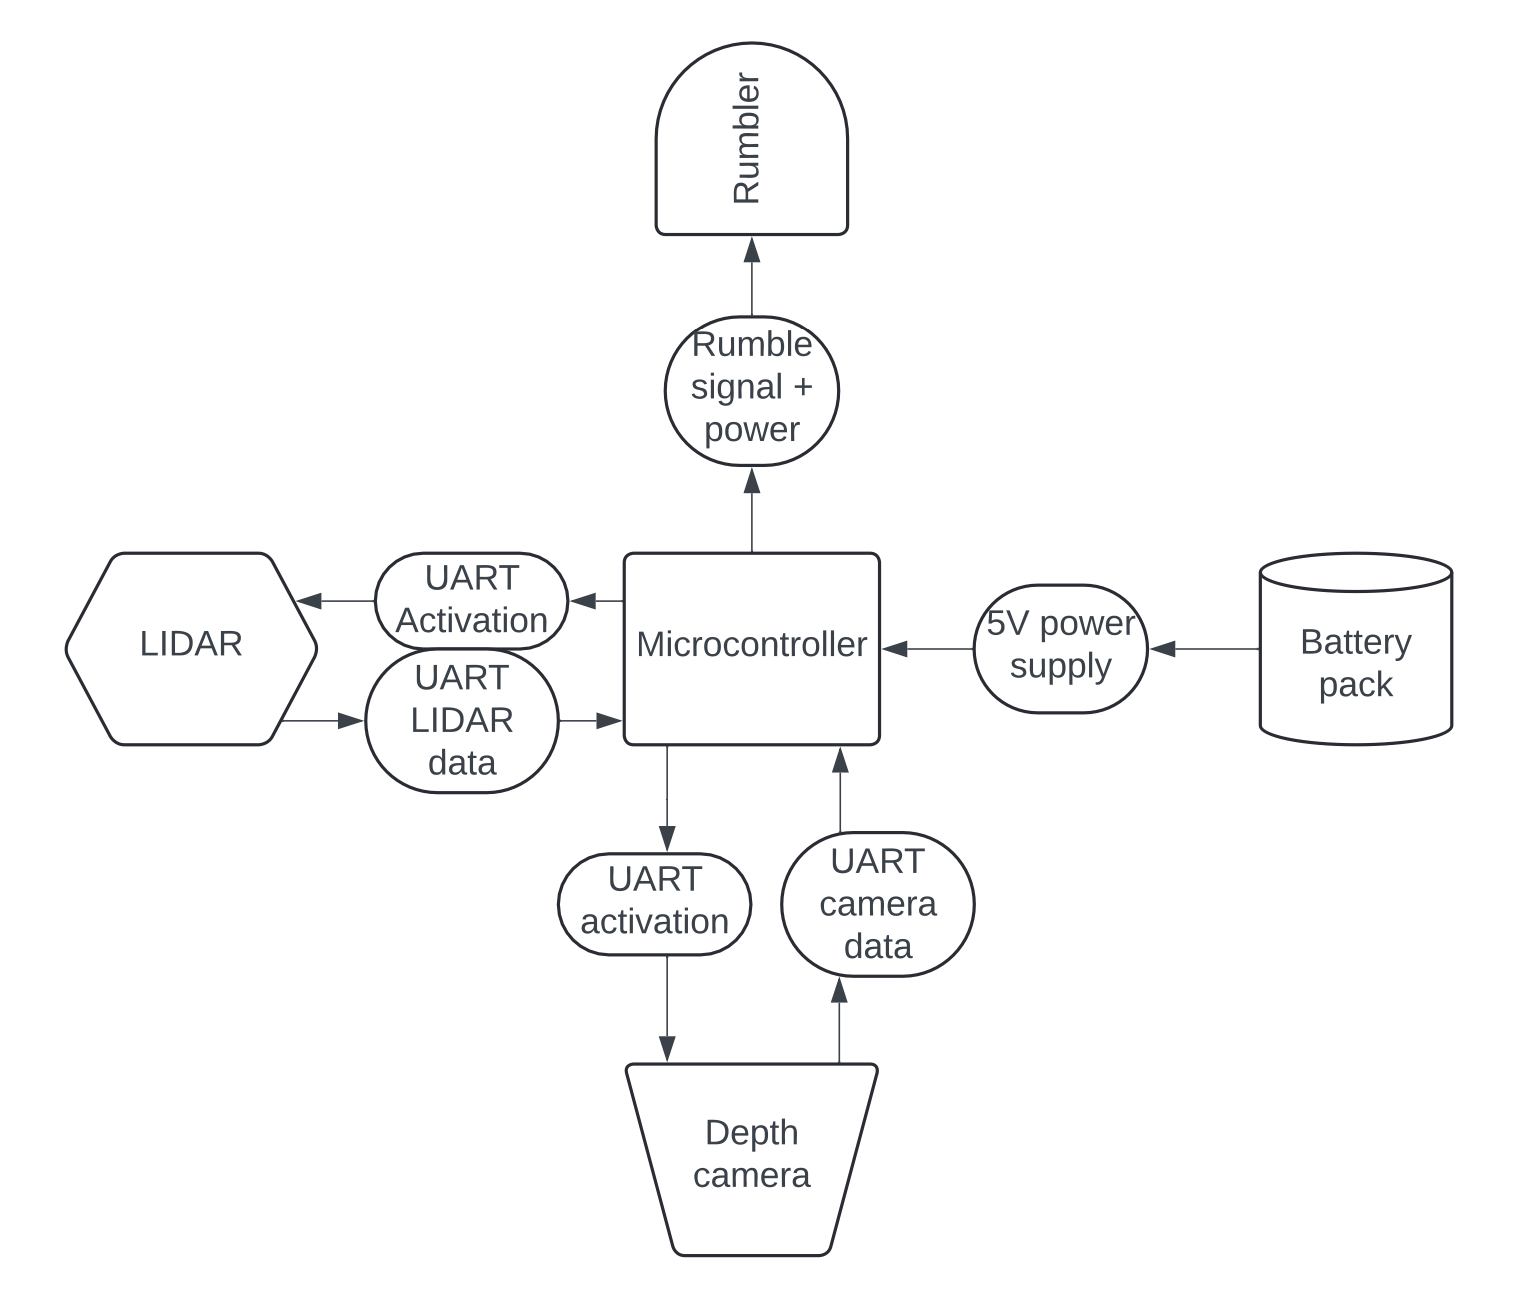 Rumbler
Rumble
signal +
power
UART
Activation
LIDAR
UART
LIDAR
data
Microcontroller
5V power
supply
Battery
pack
UART
activation
UART
camera
data
Depth
camera